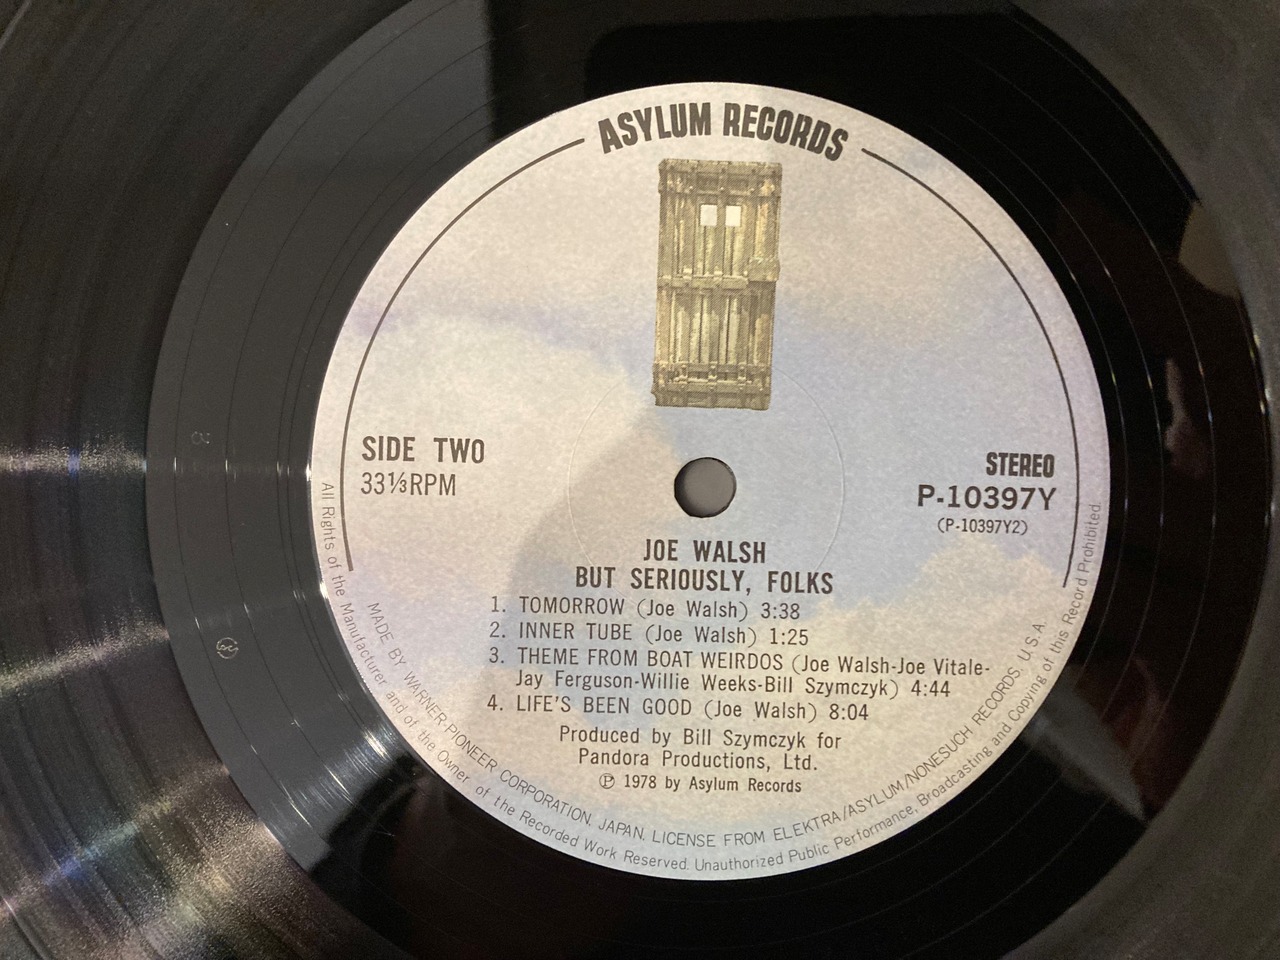 ASYLUM RECORDS
SIDE TWO
33⅓RPM
STEREO
P-10397Y
(P-10397Y2)
JOE WALSH
BUT SERIOUSLY, FOLKS
1. TOMORROW (Joe Walsh) 3:38
2. INNER TUBE (Joe Walsh) 1:25
3. THEME FROM BOAT WEIRDOS (Joe Walsh-Joe Vitale-
Jay Ferguson-Willie Weeks-Bill Szymczyk) 4:44
4. LIFE'S BEEN GOOD (Joe Walsh) 8:04
Produced by Bill Szymczyk for
Pandora Productions, Ltd.
Ⓟ 1978 by Asylum Records
MADE BY WARNER-PIONEER CORPORATION, JAPAN. LICENSE FROM ELEKTRA/ASYLUM/NONESUCH RECORDS, U.S.A.
All Rights of the Manufacturer and of the Owner of the Recorded Work Reserved. Unauthorized Public Performance, Broadcasting and Copying of this Record Prohibited.